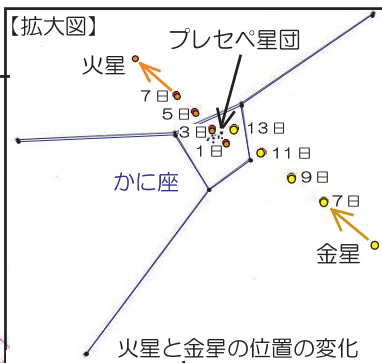 【拡大図】
プレセペ星団
火星
7日
5日
3日
13日
1日
11日
かに座
9日
7日
金星
火星と金星の位置の変化